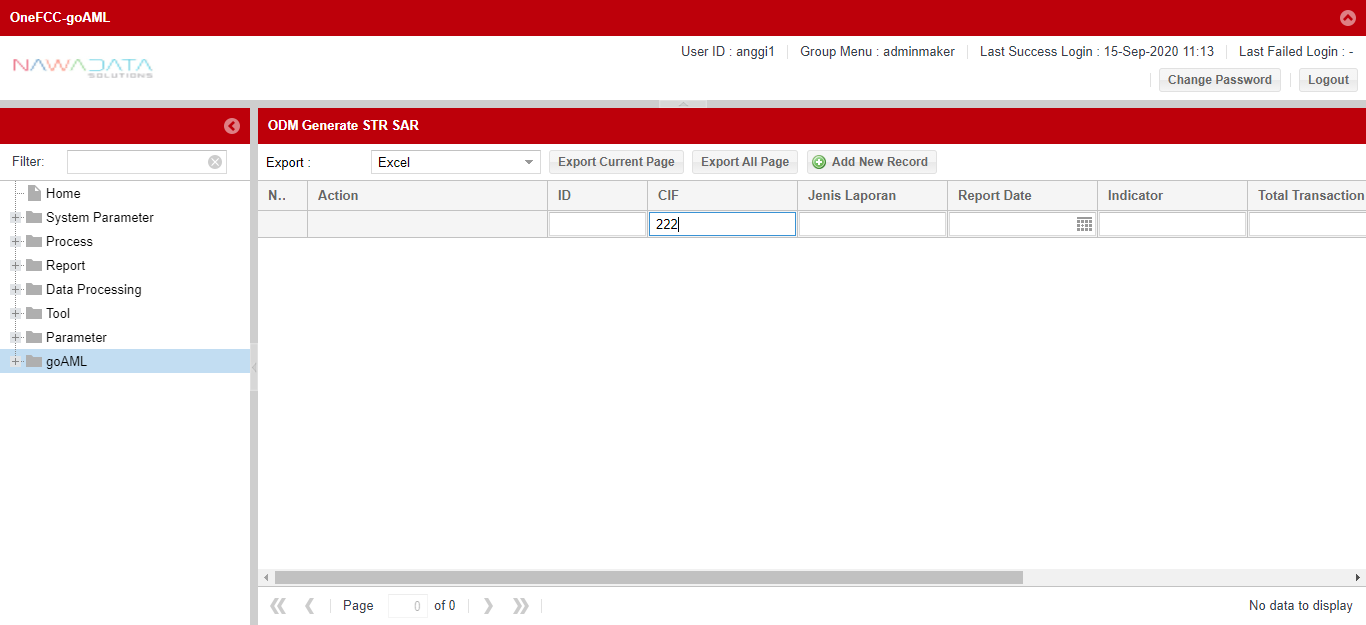 OneFCC-goAML
NAWADATA
SOLUTIONS
User ID : anggi1 Group Menu : adminmaker Last Success Login : 15-Sep-2020 11:13 Last Failed Login : -
Change Password Logout
ODM Generate STR SAR
Filter:
Export : Excel Export Current Page Export All Page Add New Record
N.. Action ID CIF Jenis Laporan Report Date Indicator Total Transaction
222
Home
System Parameter
Process
Report
Data Processing
Tool
Parameter
goAML
Page 0 of 0 No data to display